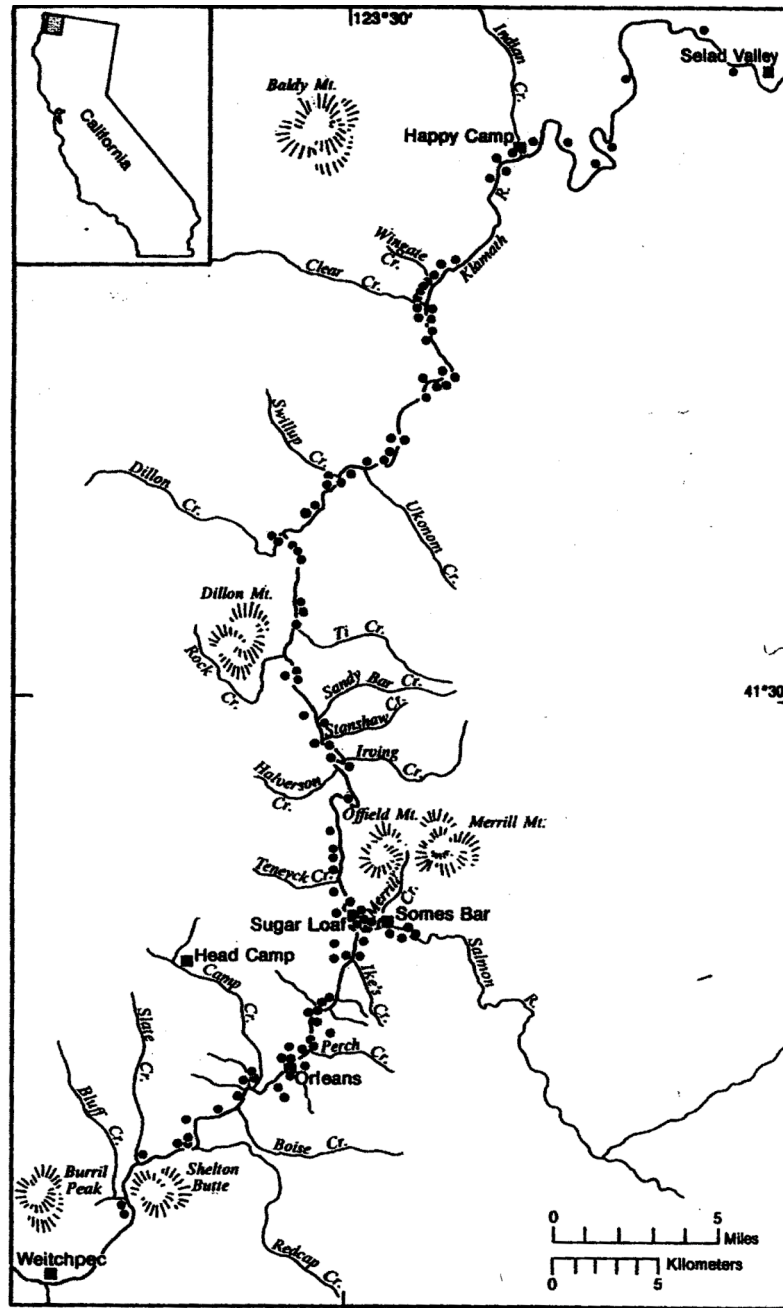 123°30'
California
Baldy Mt.
Indian Cr.
Seiad Valley
Happy Camp
Klamath R.
Wingate Cr.
Clear Cr.
Swillup Cr.
Dillon Cr.
Ukonom Cr.
Dillon Mt.
Ti Cr.
Rock Cr.
Sandy Bar Cr.
41°30'
Stanshaw Cr.
Irving Cr.
Halverson Cr.
Offield Mt.
Merrill Mt.
Teneyck Cr.
Merrill Cr.
Sugar Loaf
Somes Bar
Head Camp
Camp Cr.
Ike's Cr.
Salmon R.
Slate Cr.
Perch Cr.
Orleans
Bluff Cr.
Boise Cr.
Burril
Peak
Shelton
Butte
Redcap Cr.
Weitchpec
0 5
Miles
Kilometers
0 5